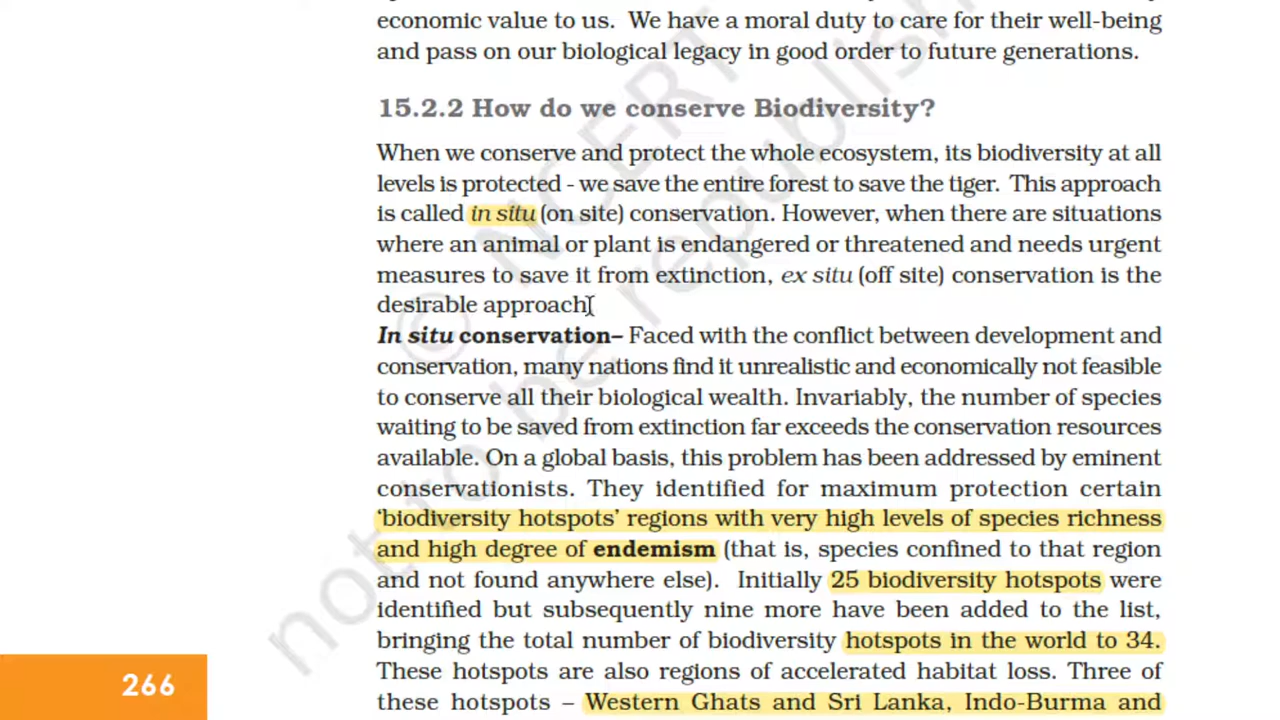 economic value to us. We have a moral duty to care for their well-being
and pass on our biological legacy in good order to future generations.
15.2.2 How do we conserve Biodiversity?
When we conserve and protect the whole ecosystem, its biodiversity at all
levels is protected - we save the entire forest to save the tiger. This approach
is called in situ (on site) conservation. However, when there are situations
where an animal or plant is endangered or threatened and needs urgent
measures to save it from extinction, ex situ (off site) conservation is the
desirable approach.
In situ conservation– Faced with the conflict between development and
conservation, many nations find it unrealistic and economically not feasible
to conserve all their biological wealth. Invariably, the number of species
waiting to be saved from extinction far exceeds the conservation resources
available. On a global basis, this problem has been addressed by eminent
conservationists. They identified for maximum protection certain
‘biodiversity hotspots’ regions with very high levels of species richness
and high degree of endemism (that is, species confined to that region
and not found anywhere else). Initially 25 biodiversity hotspots were
identified but subsequently nine more have been added to the list,
bringing the total number of biodiversity hotspots in the world to 34.
These hotspots are also regions of accelerated habitat loss. Three of
these hotspots – Western Ghats and Sri Lanka, Indo-Burma and
266
© NCERT
not to be republish